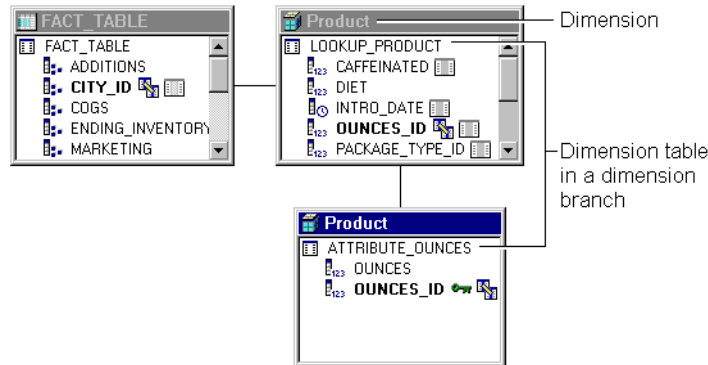 FACT_TABLE
FACT_TABLE
ADDITIONS
CITY_ID
COGS
ENDING_INVENTORY
MARKETING
Product
LOOKUP_PRODUCT
CAFFEINATED
DIET
INTRO_DATE
OUNCES_ID
PACKAGE_TYPE_ID
Dimension
Dimension table
in a dimension
branch
Product
ATTRIBUTE_OUNCES
OUNCES
OUNCES_ID